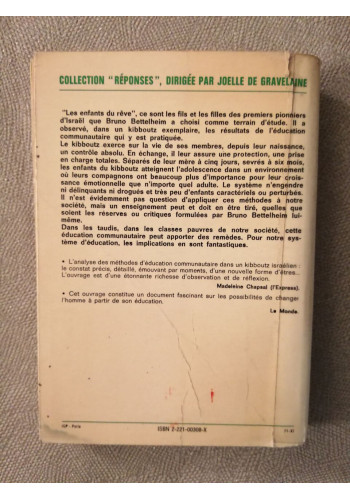 COLLECTION "RÉPONSES", DIRIGÉE PAR JOELLE DE GRAVELAINE
"Les enfants du rêve", ce sont les fils et les filles des premiers pionniers
d'Israël que Bruno Bettelheim a choisi comme terrain d'étude. Il a
observé, dans un kibboutz exemplaire, les résultats de l'éducation
communautaire qui y est pratiquée.
Le kibboutz exerce sur la vie de ses membres, depuis leur naissance,
un contrôle absolu. En échange, il leur assure une protection, une prise
en charge totales. Séparés de leur mère à cinq jours, sevrés à six mois,
les enfants du kibboutz atteignent l'adolescence dans un environnement
où leurs compagnons ont beaucoup plus d'importance pour leur crois-
sance émotionnelle que n'importe quel adulte. Le système n'engendre
ni délinquants ni drogués et très peu d'enfants caractériels ou perturbés.
Il n'est évidemment pas question d'appliquer ces méthodes à notre
société, mais un enseignement peut et doit en être tiré, quelles que
soient les réserves ou critiques formulées par Bruno Bettelheim lui-
même.
Dans les taudis, dans les classes pauvres de notre société, cette
éducation communautaire peut apporter des remèdes. Pour notre sys-
tème d'éducation, les implications en sont fantastiques.
• L'analyse des méthodes d'éducation communautaire dans un kibboutz israélien :
le constat précis, détaillé, émouvant par moments, d'une nouvelle forme d'êtres...
L'ouvrage est d'une étonnante richesse d'observation et de réflexion.
Madeleine Chapsal (l'Express).
• Cet ouvrage constitue un document fascinant sur les possibilités de changer
l'homme à partir de son éducation.
Le Monde.
ISBN 2-221-00308-X